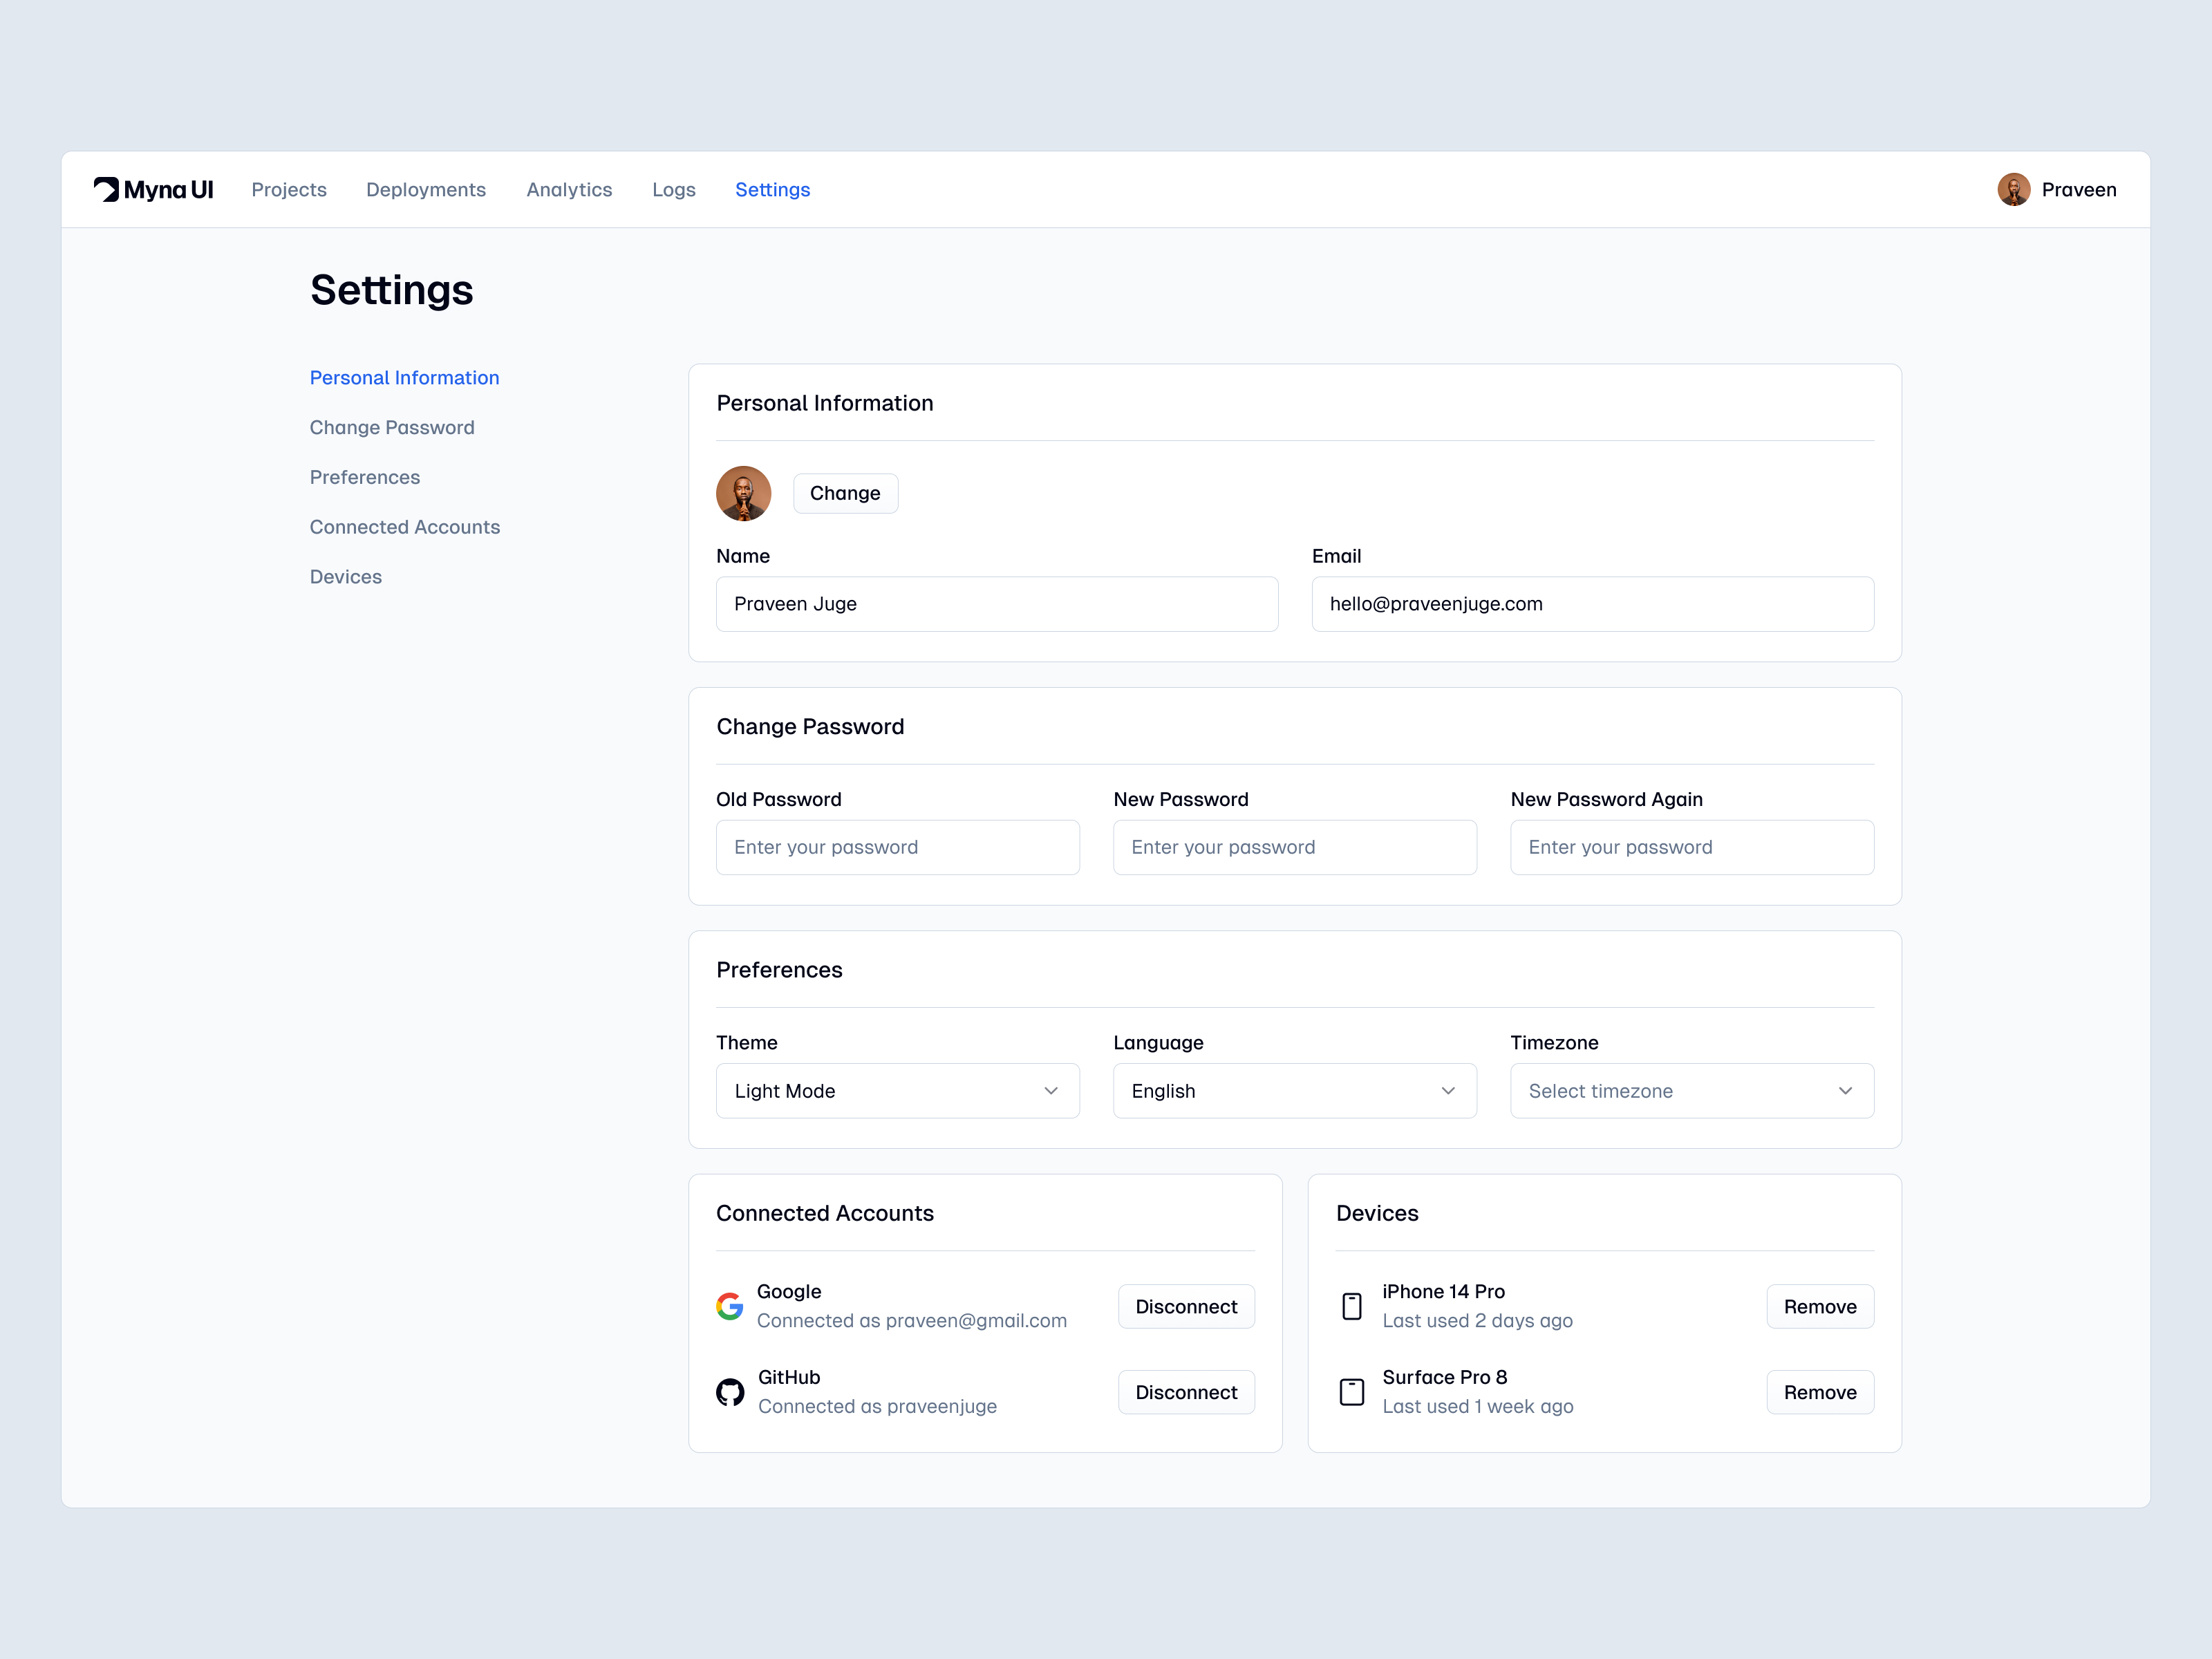 Myna UI
Projects
Deployments
Analytics
Logs
Settings
Praveen
Settings
Personal Information
Change Password
Preferences
Connected Accounts
Devices
Personal Information
Change
Name
Email
Praveen Juge
hello@praveenjuge.com
Change Password
Old Password
New Password
New Password Again
Enter your password
Enter your password
Enter your password
Preferences
Theme
Language
Timezone
Light Mode
English
Select timezone
Connected Accounts
Google
Connected as praveen@gmail.com
Disconnect
GitHub
Connected as praveenjuge
Disconnect
Devices
iPhone 14 Pro
Last used 2 days ago
Remove
Surface Pro 8
Last used 1 week ago
Remove